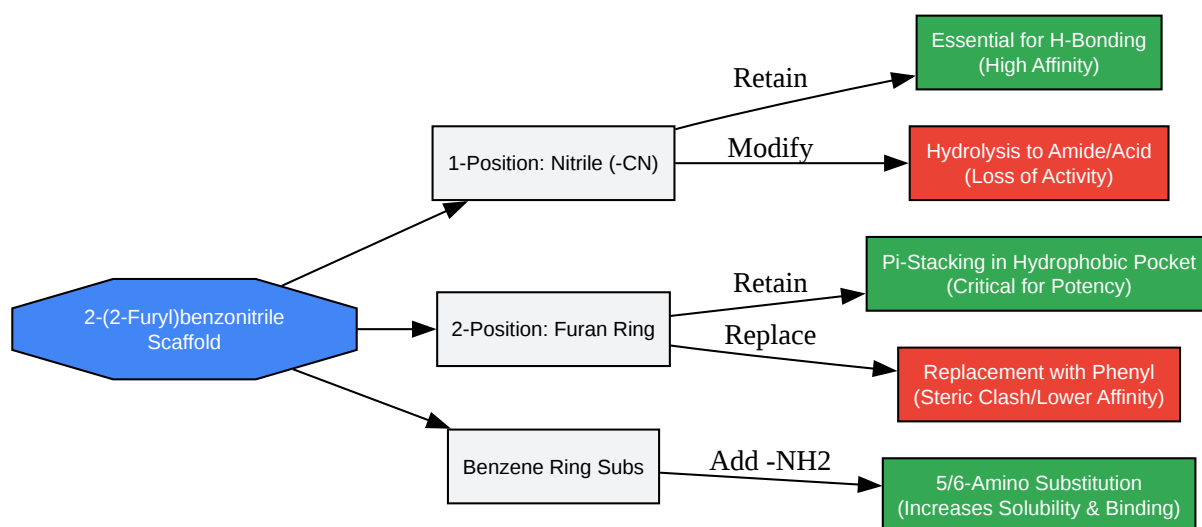 Essential for H-Bonding
(High Affinity)
Retain
1-Position: Nitrile (-CN)
Modify
Hydrolysis to Amide/Acid
(Loss of Activity)
2-(2-Furyl)benzonitrile
Scaffold
Pi-Stacking in Hydrophobic Pocket
(Critical for Potency)
Retain
2-Position: Furan Ring
Replace
Replacement with Phenyl
(Steric Clash/Lower Affinity)
Benzene Ring Subs
Add -NH2
5/6-Amino Substitution
(Increases Solubility & Binding)